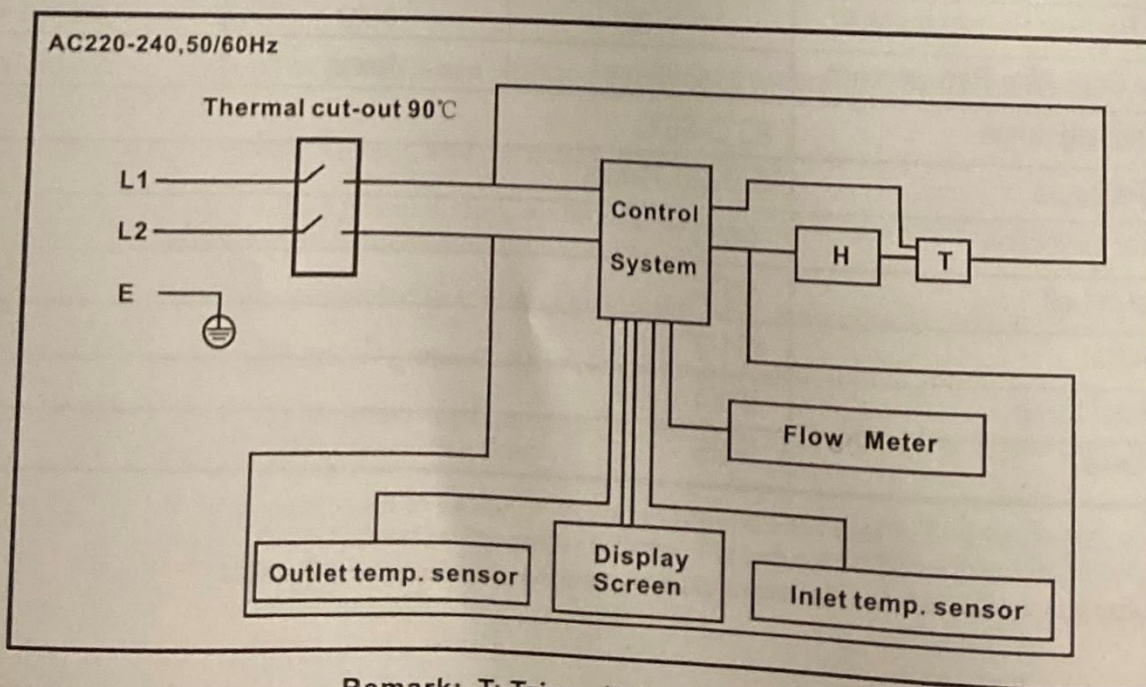 AC220-240,50/60Hz
Thermal cut-out 90℃
L1
L2
E
Control
System
H
T
Flow Meter
Outlet temp. sensor
Display
Screen
Inlet temp. sensor
Remark: T: